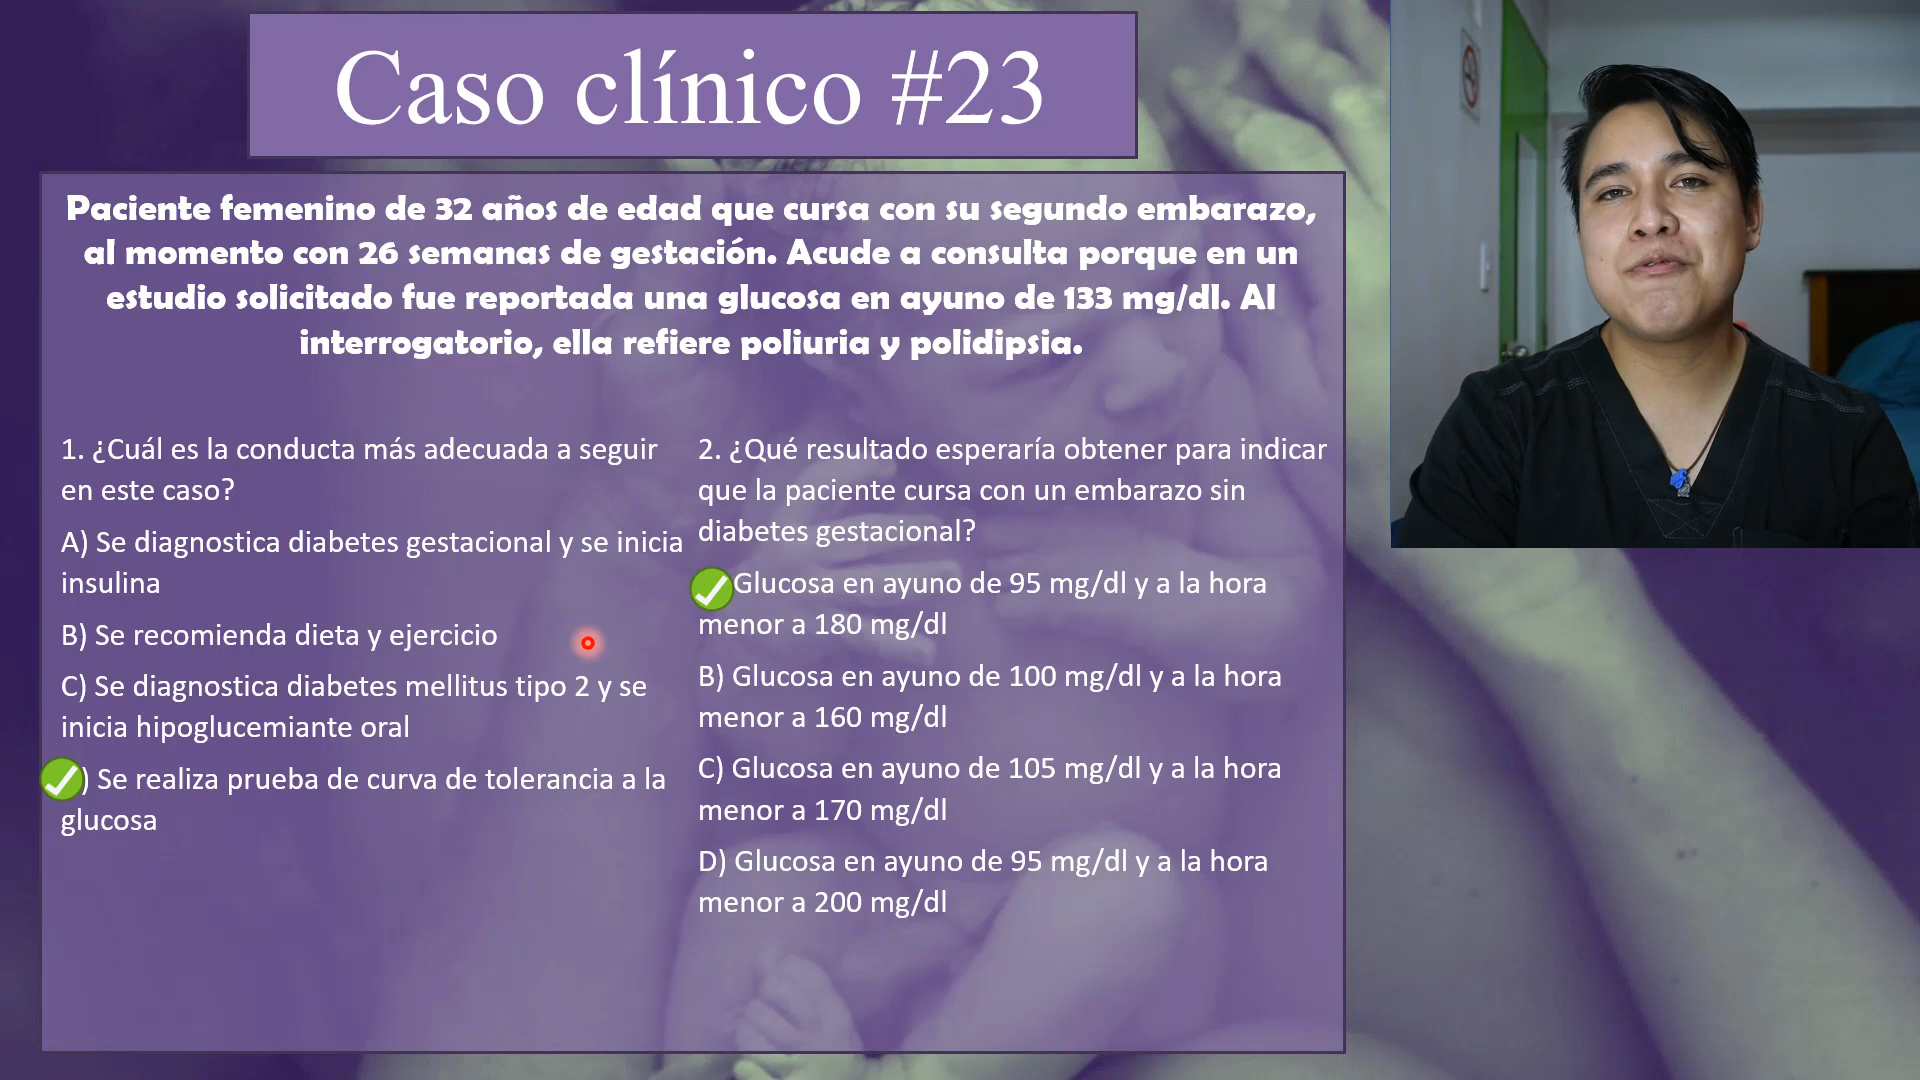 Caso clínico #23
Paciente femenino de 32 años de edad que cursa con su segundo embarazo,
al momento con 26 semanas de gestación. Acude a consulta porque en un
estudio solicitado fue reportada una glucosa en ayuno de 133 mg/dl. Al
interrogatorio, ella refiere poliuria y polidipsia.
1. ¿Cuál es la conducta más adecuada a seguir
en este caso?
A) Se diagnostica diabetes gestacional y se inicia
insulina
B) Se recomienda dieta y ejercicio
C) Se diagnostica diabetes mellitus tipo 2 y se
inicia hipoglucemiante oral
) Se realiza prueba de curva de tolerancia a la
glucosa
2. ¿Qué resultado esperaría obtener para indicar
que la paciente cursa con un embarazo sin
diabetes gestacional?
Glucosa en ayuno de 95 mg/dl y a la hora
menor a 180 mg/dl
B) Glucosa en ayuno de 100 mg/dl y a la hora
menor a 160 mg/dl
C) Glucosa en ayuno de 105 mg/dl y a la hora
menor a 170 mg/dl
D) Glucosa en ayuno de 95 mg/dl y a la hora
menor a 200 mg/dl